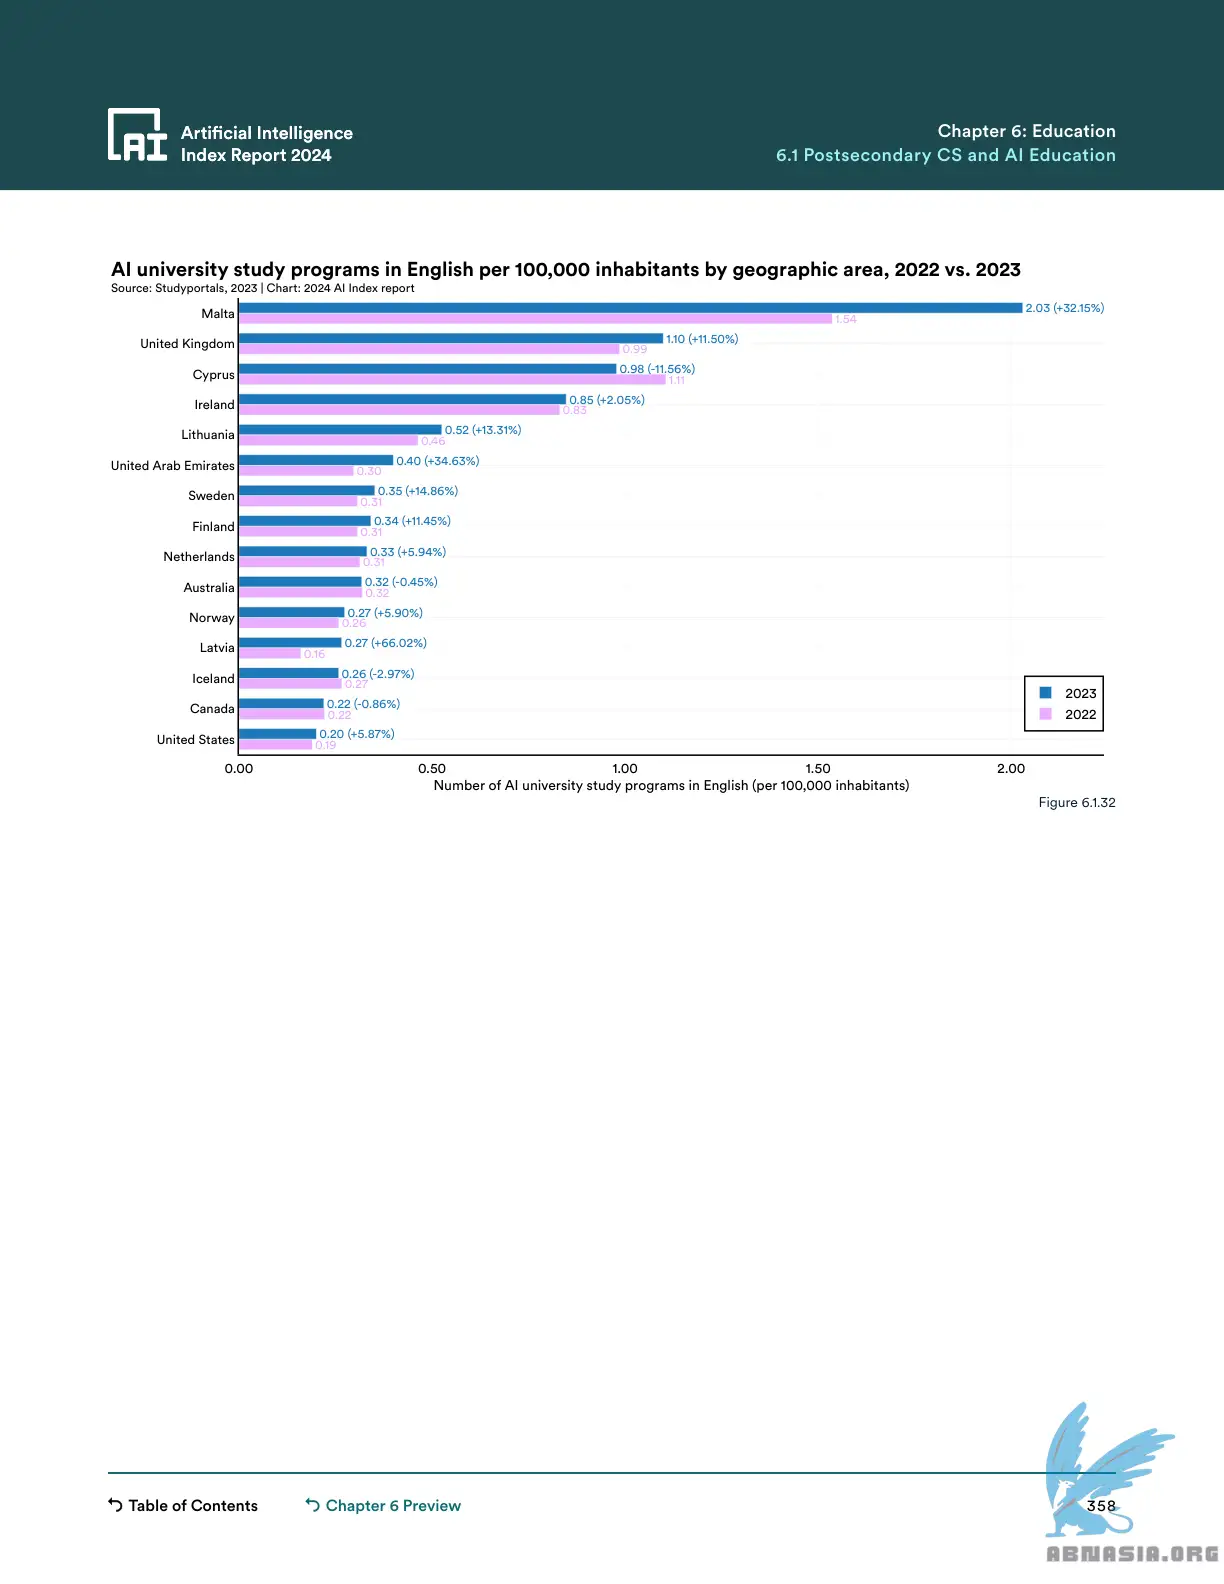 Artificial Intelligence
Index Report 2024
Chapter 6: Education
6.1 Postsecondary CS and AI Education
AI university study programs in English per 100,000 inhabitants by geographic area, 2022 vs. 2023
Source: Studyportals, 2023 | Chart: 2024 AI Index report
Malta
2.03 (+32.15%)
1.54
United Kingdom
1.10 (+11.50%)
0.99
Cyprus
0.98 (-11.56%)
1.11
Ireland
0.85 (+2.05%)
0.83
Lithuania
0.52 (+13.31%)
0.46
United Arab Emirates
0.40 (+34.63%)
0.30
Sweden
0.35 (+14.86%)
0.31
Finland
0.34 (+11.45%)
0.31
Netherlands
0.33 (+5.94%)
0.31
Australia
0.32 (-0.45%)
0.32
Norway
0.27 (+5.90%)
0.26
Latvia
0.27 (+66.02%)
0.16
Iceland
0.26 (-2.97%)
0.27
Canada
0.22 (-0.86%)
0.22
United States
0.20 (+5.87%)
0.19
2023
2022
0.00 0.50 1.00 1.50 2.00
Number of AI university study programs in English (per 100,000 inhabitants)
Figure 6.1.32
Table of Contents
Chapter 6 Preview
358
ABNASIA.ORG